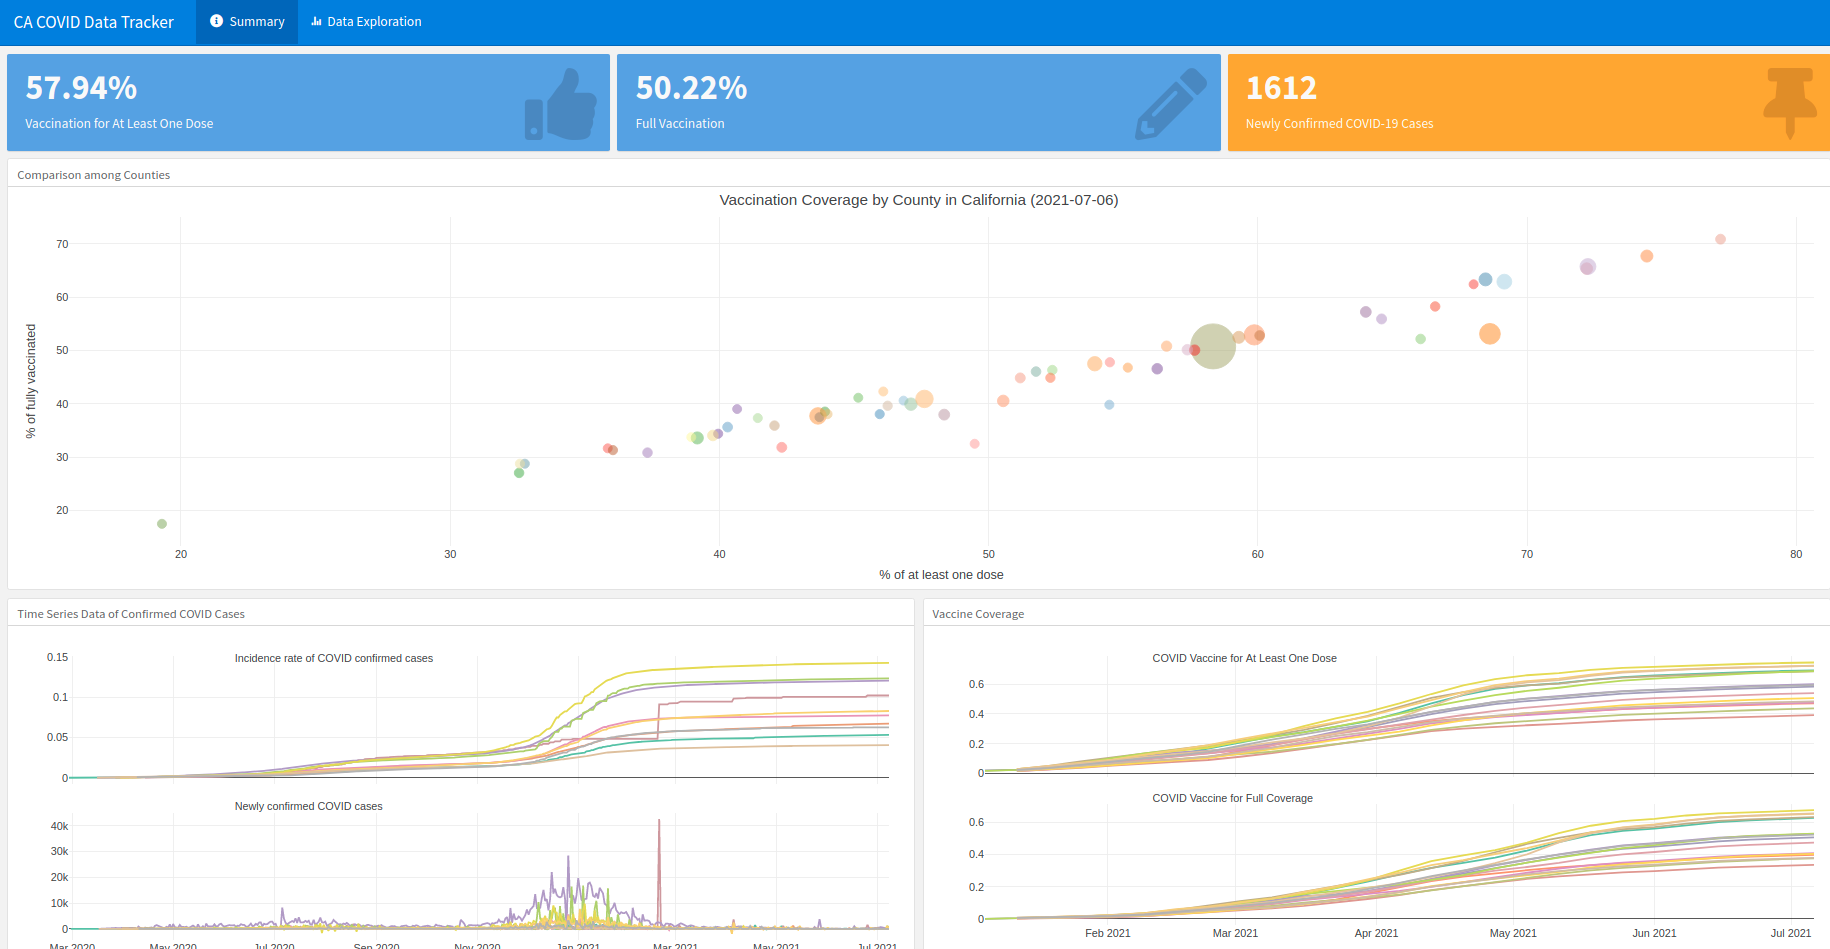 CA COVID Data Tracker Summary Data Exploration
57.94%
Vaccination for At Least One Dose
50.22%
Full Vaccination
1612
Newly Confirmed COVID-19 Cases
Comparison among Counties
Vaccination Coverage by County in California (2021-07-06)
% of fully vaccinated
70
60
50
40
30
20
20 30 40 50 60 70 80
% of at least one dose
Time Series Data of Confirmed COVID Cases
Incidence rate of COVID confirmed cases
0.15
0.1
0.05
0
Newly confirmed COVID cases
40k
30k
20k
10k
0
Mar 2020 May 2020 Jul 2020 Sep 2020 Nov 2020 Jan 2021 Mar 2021 May 2021 Jul 2021
Vaccine Coverage
COVID Vaccine for At Least One Dose
0.6
0.4
0.2
0
COVID Vaccine for Full Coverage
0.6
0.4
0.2
0
Feb 2021 Mar 2021 Apr 2021 May 2021 Jun 2021 Jul 2021